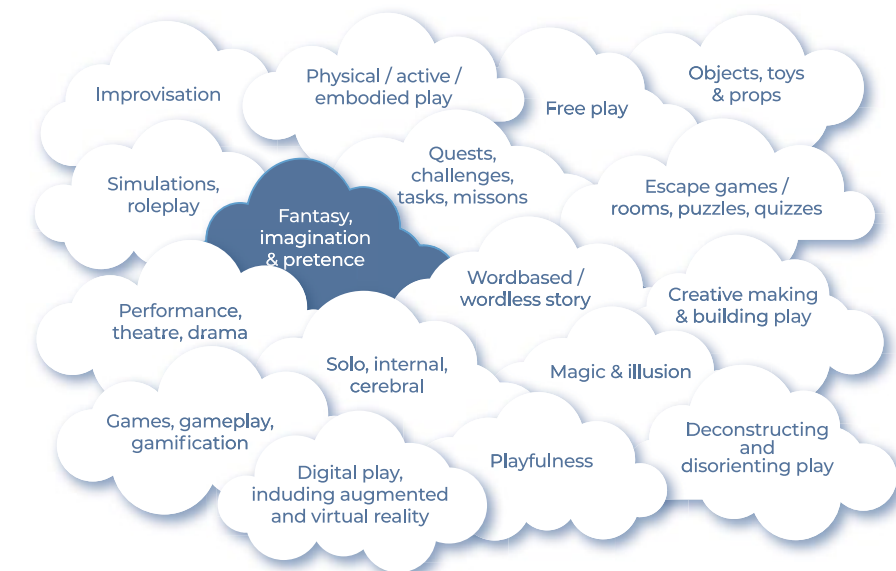 Improvisation
Physical / active /
embodied play
Free play
Objects, toys
& props
Simulations,
roleplay
Fantasy,
imagination
& pretence
Quests,
challenges,
tasks, missons
Escape games /
rooms, puzzles, quizzes
Performance,
theatre, drama
Wordbased /
wordless story
Creative making
& building play
Solo, internal,
cerebral
Magic & illusion
Games, gameplay,
gamification
Digital play,
including augmented
and virtual reality
Playfulness
Deconstructing
and
disorienting play